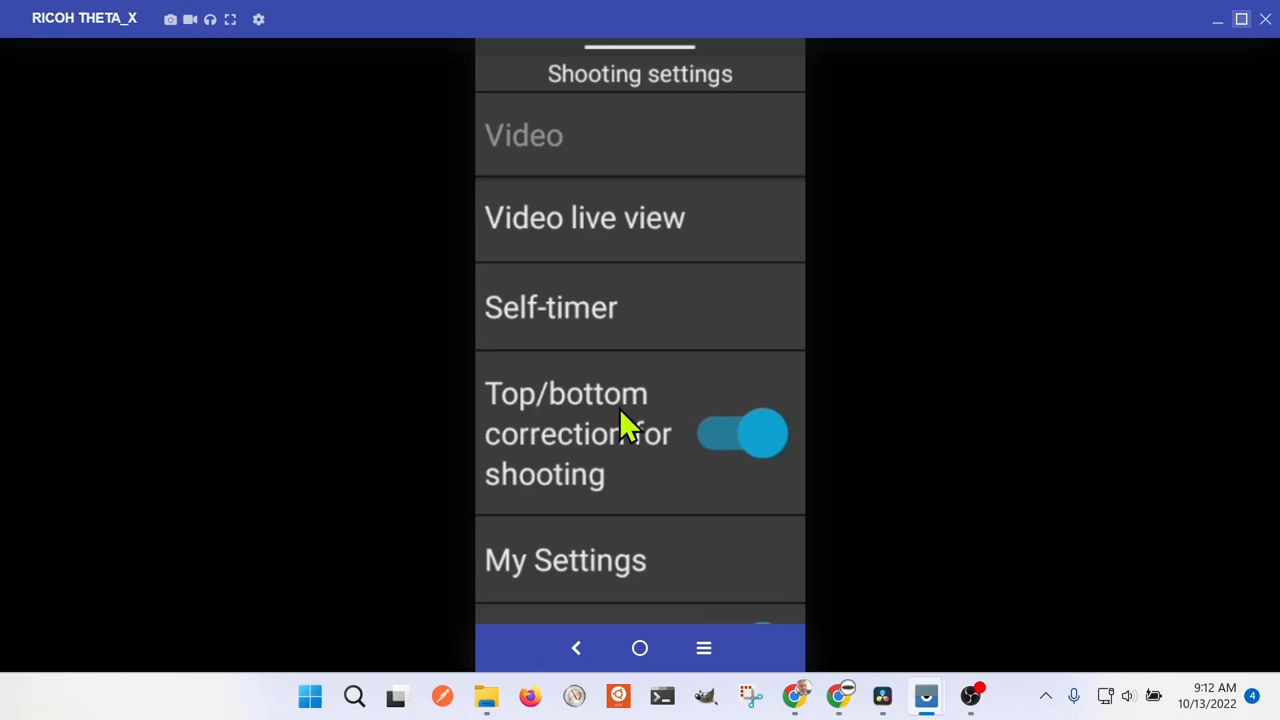 RICOH THETA_X
Shooting settings
Video
Video live view
Self-timer
Top/bottom
correction for
shooting
My Settings
9:12 AM
10/13/2022
4